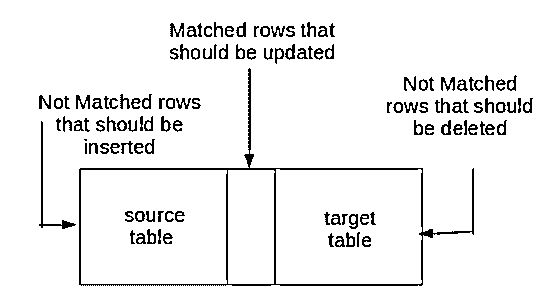 Matched rows that
should be updated
Not Matched rows
that should be
inserted
Not Matched
rows that should
be deleted
source
table
target
table